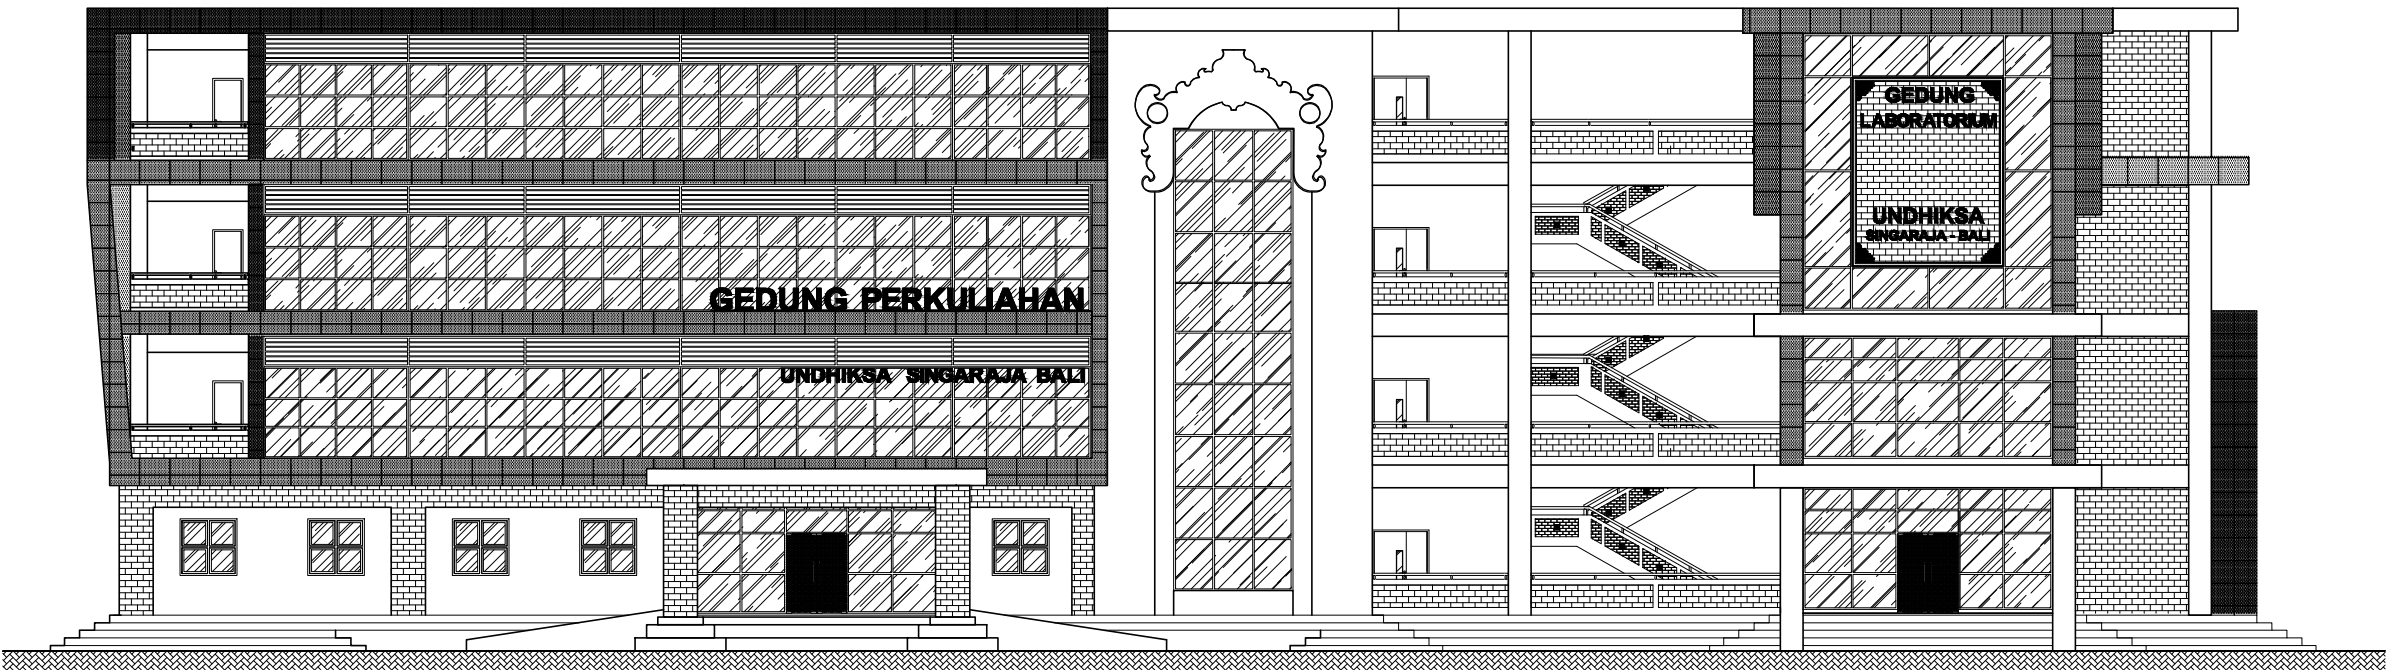 GEDUNG PERKULIAHAN
UNDHIKSA SINGARAJA BALI
GEDUNG
LABORATORIUM
UNDHIKSA
SINGARAJA - BALI